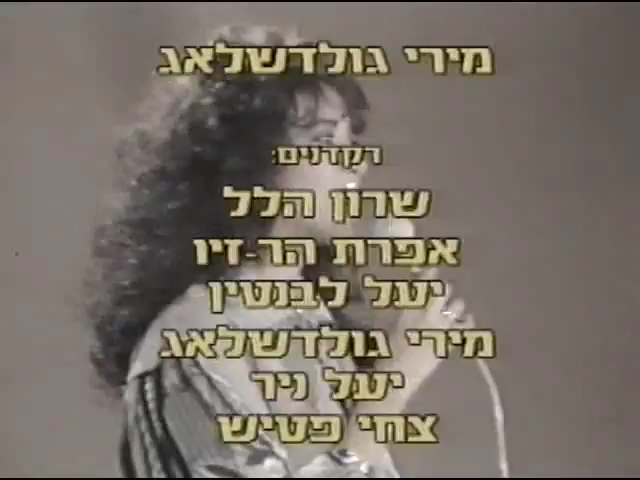 מירי גולדשלאג
רקדנים:
שרון הלל
אפרת הר-זיו
יעל לבנטין
מירי גולדשלאג
יעל ניר
צחי פטיש